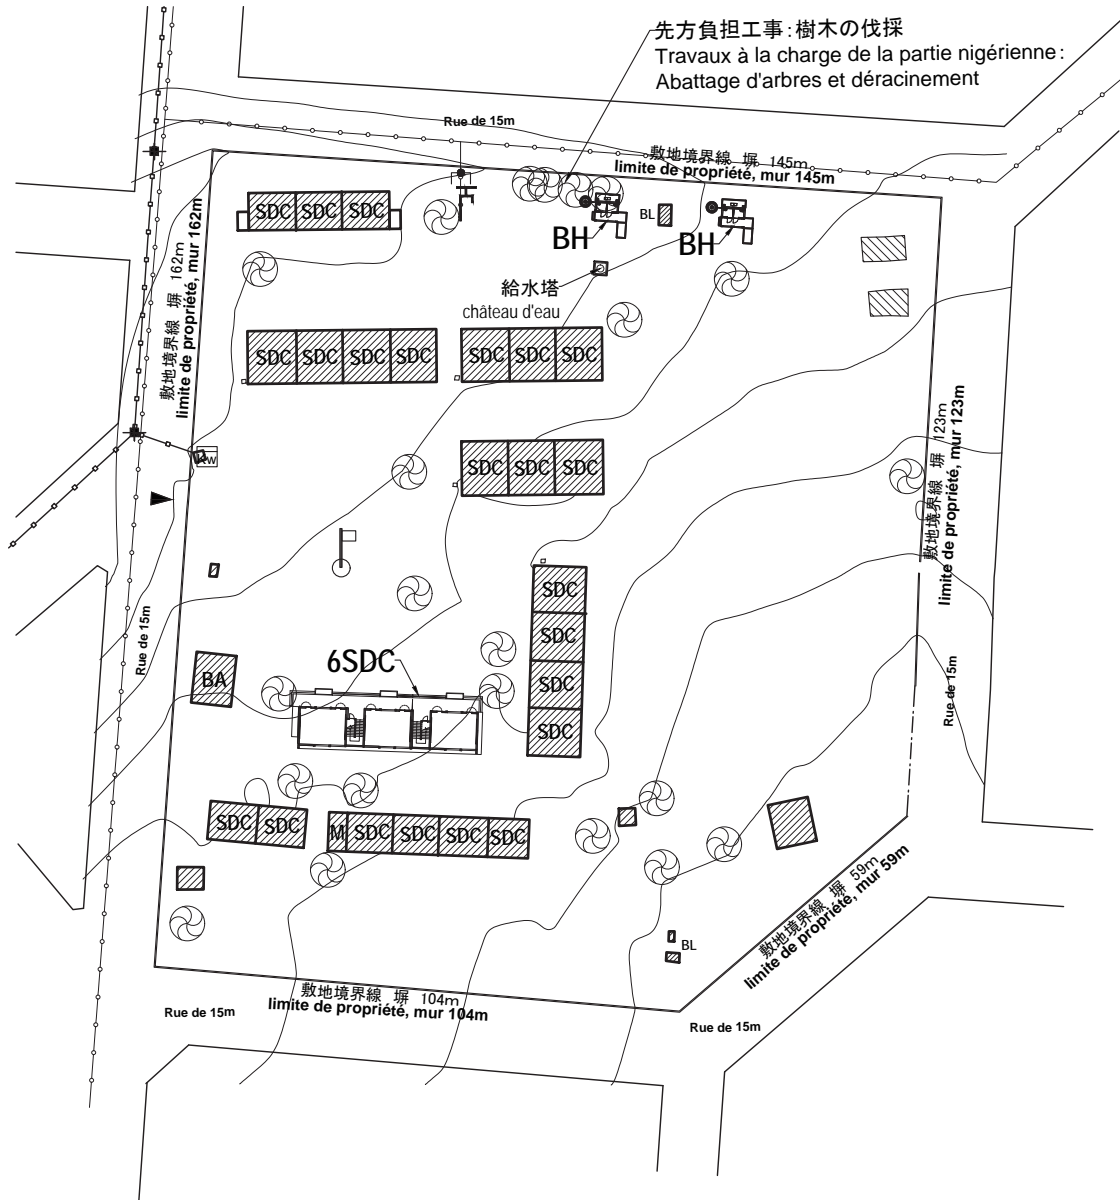 先方負担工事:樹木の伐採
Travaux à la charge de la partie nigérienne:
Abattage d'arbres et déracinement
Rue de 15m
敷地境界線 塀 145m
limite de propriété, mur 145m
敷地境界線 塀 162m
limite de propriété, mur 162m
SDC SDC SDC
BH
BL
BH
給水塔
château d'eau
SDC SDC SDC SDC
SDC SDC SDC
敷地境界線 塀 123m
limite de propriété, mur 123m
SDC SDC SDC
SDC
SDC
SDC
SDC
Rue de 15m
BA
6SDC
Rue de 15m
SDC SDC
M SDC SDC SDC SDC
敷地境界線 塀 59m
limite de propriété, mur 59m
BL
敷地境界線 塀 104m
limite de propriété, mur 104m
Rue de 15m
Rue de 15m